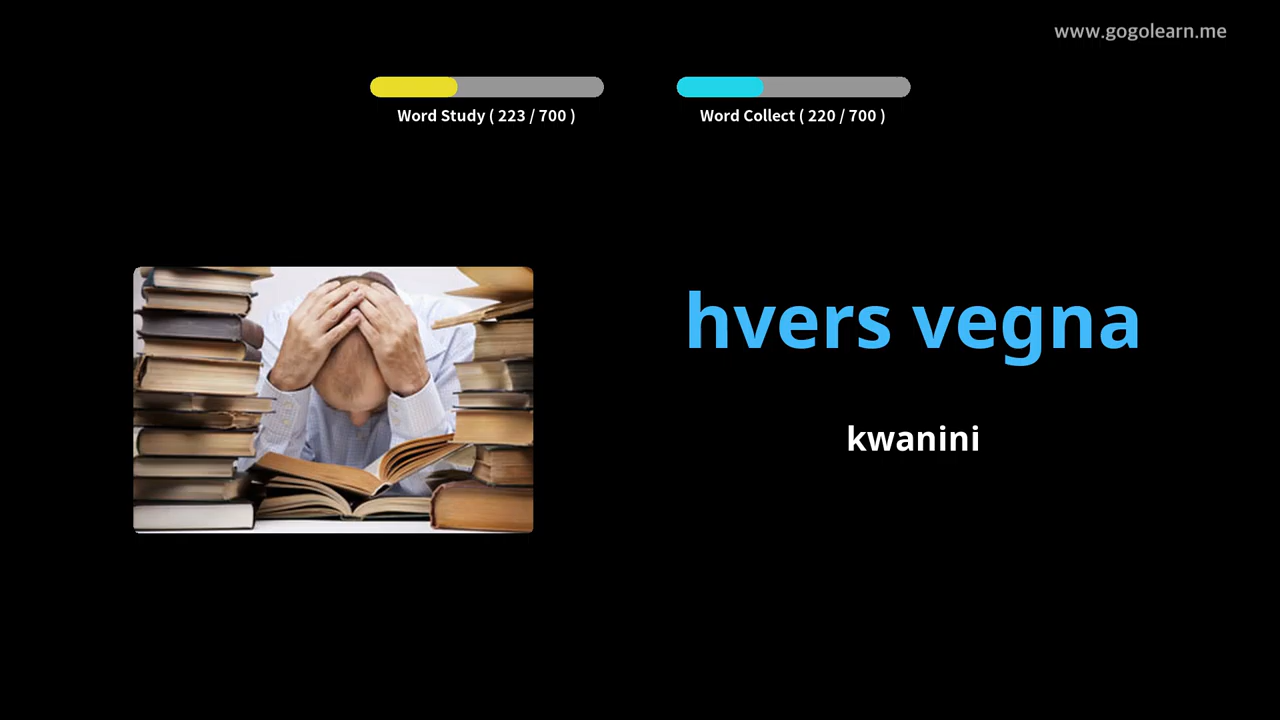 www.gogolearn.me
Word Study ( 223 / 700 )
Word Collect ( 220 / 700 )
hvers vegna
kwanini